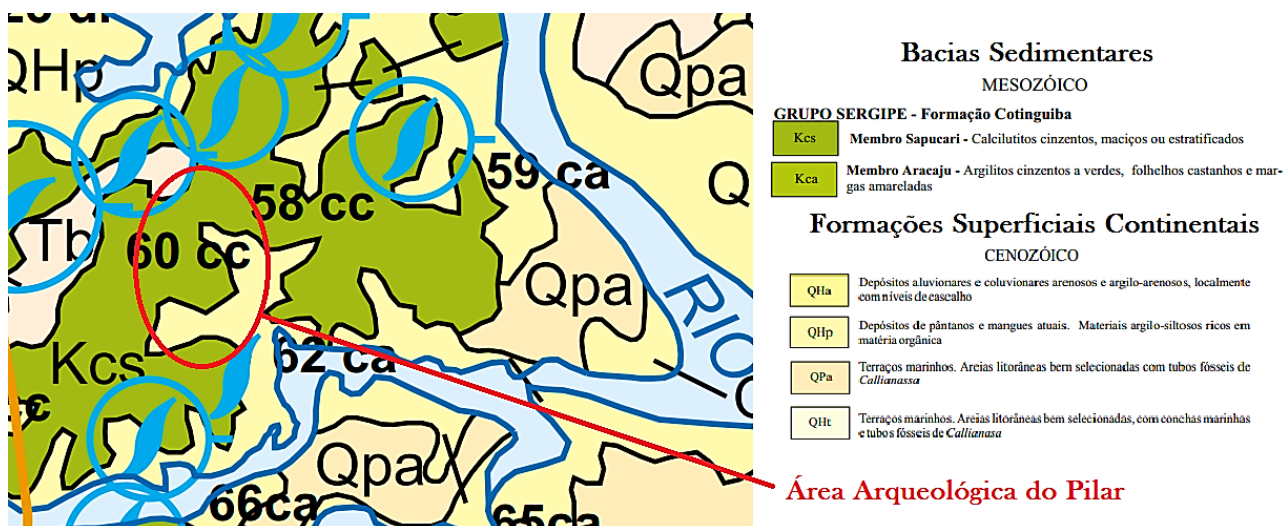 QHp
Qpa
Q
59 ca
58 cc
Tb
60 cc
Qpa
RIO
Kcs
62 ca
Qpa
66ca
65ca
Bacias Sedimentares
MESOZÓICO
GRUPO SERGIPE - Formação Cotinguiba
Kcs Membro Sapucari - Calcilutitos cinzentos, maciços ou estratificados
Kca Membro Aracaju - Argilitos cinzentos a verdes, folhelhos castanhos e mar-
gas amareladas
Formações Superficiais Continentais
CENOZÓICO
QHa Depósitos aluvionares e coluvionares arenosos e argilo-arenosos, localmente
com níveis de cascalho
QHp Depósitos de pântanos e mangues atuais. Materiais argilo-siltosos ricos em
matéria orgânica
QPa Terraços marinhos. Areias litorâneas bem selecionadas com tubos fósseis de
Callianassa
QHt Terraços marinhos. Areias litorâneas bem selecionadas, com conchas marinhas
e tubos fósseis de Callianasa
Área Arqueológica do Pilar